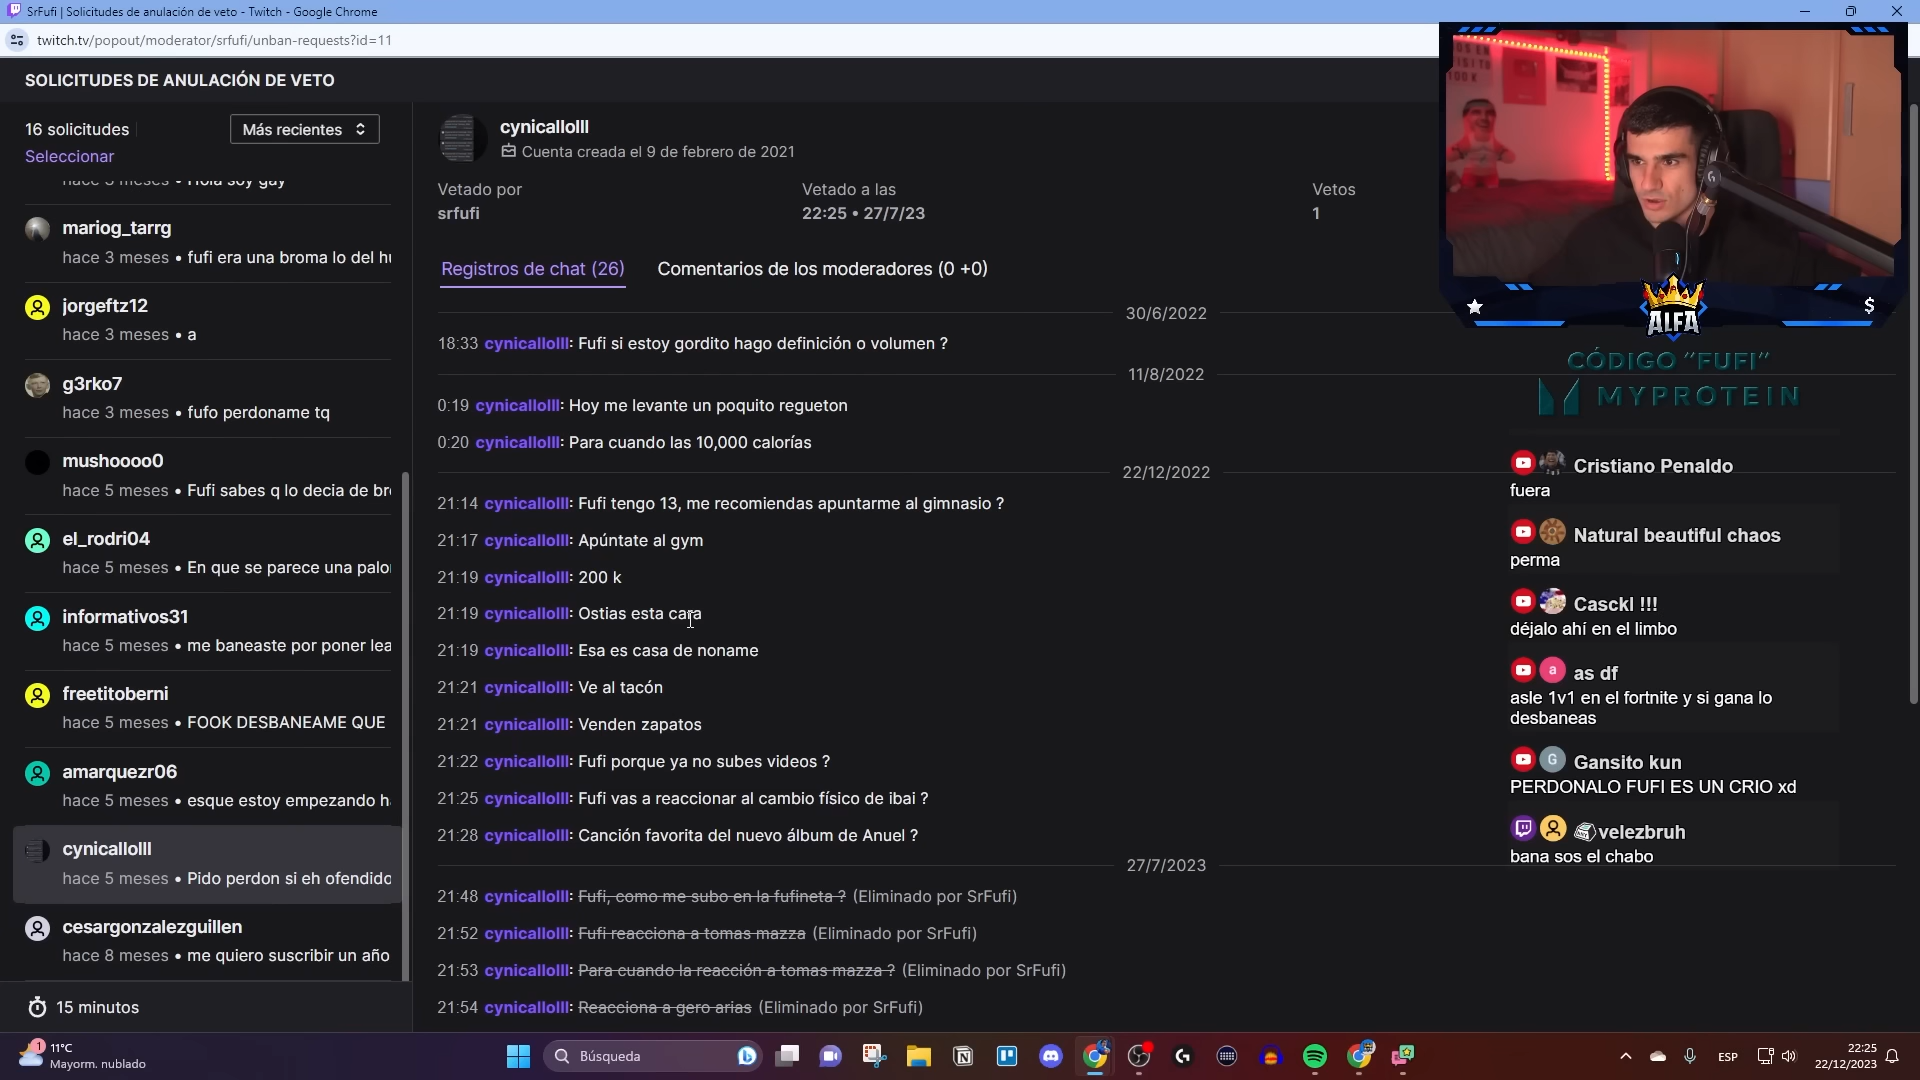 SrFufi | Solicitudes de anulación de veto - Twitch - Google Chrome
twitch.tv/popout/moderator/srfufi/unban-requests?id=11
SOLICITUDES DE ANULACIÓN DE VETO
16 solicitudes
Más recientes
Seleccionar
hace 3 meses • Hola soy gay
mariog_tarrg
hace 3 meses • fufi era una broma lo del
jorgeftz12
hace 3 meses • a
g3rko7
hace 3 meses • fufo perdoname tq
mushoooo0
hace 5 meses • Fufi sabes q lo decia de
el_rodri04
hace 5 meses • En que se parece una
informativos31
hace 5 meses • me baneaste por poner
freetitoberni
hace 5 meses • FOOK DESBANEAME QUE
amarquezr06
hace 5 meses • esque estoy empezando
cynicallolll
hace 5 meses • Pido perdon si eh ofendido
cesargonzalezguillen
hace 8 meses • me quiero suscribir un año
15 minutos
cynicallolll
Cuenta creada el 9 de febrero de 2021
Vetado por
srfufi
Vetado a las
22:25 • 27/7/23
Vetos
1
Registros de chat (26)
Comentarios de los moderadores (0 +0)
30/6/2022
18:33 cynicallolll: Fufi si estoy gordito hago definición o volumen ?
11/8/2022
0:19 cynicallolll: Hoy me levante un poquito regueton
0:20 cynicallolll: Para cuando las 10,000 calorías
22/12/2022
21:14 cynicallolll: Fufi tengo 13, me recomiendas apuntarme al gimnasio ?
21:17 cynicallolll: Apúntate al gym
21:19 cynicallolll: 200 k
21:19 cynicallolll: Ostias esta cara
21:19 cynicallolll: Esa es casa de noname
21:21 cynicallolll: Ve al tacón
21:21 cynicallolll: Venden zapatos
21:22 cynicallolll: Fufi porque ya no subes videos ?
21:25 cynicallolll: Fufi vas a reaccionar al cambio físico de ibai ?
21:28 cynicallolll: Canción favorita del nuevo álbum de Anuel ?
27/7/2023
21:48 cynicallolll: Fufi, como me subo en la fufineta ? (Eliminado por SrFufi)
21:52 cynicallolll: Fufi reacciona a tomas mazza (Eliminado por SrFufi)
21:53 cynicallolll: Para cuando la reacción a tomas mazza ? (Eliminado por SrFufi)
21:54 cynicallolll: Reacciona a gero arias (Eliminado por SrFufi)
ALFA
$
CÓDIGO "FUFI"
MYPROTEIN
Cristiano Penaldo
fuera
Natural beautiful chaos
perma
Casckl !!!
déjalo ahí en el limbo
a as df
asle 1v1 en el fortnite y si gana lo
desbaneas
G Gansito kun
PERDONALO FUFI ES UN CRIO xd
velezbruh
bana sos el chabo
1
11°C
Mayorm. nublado
Búsqueda
ESP
22:25
22/12/2023